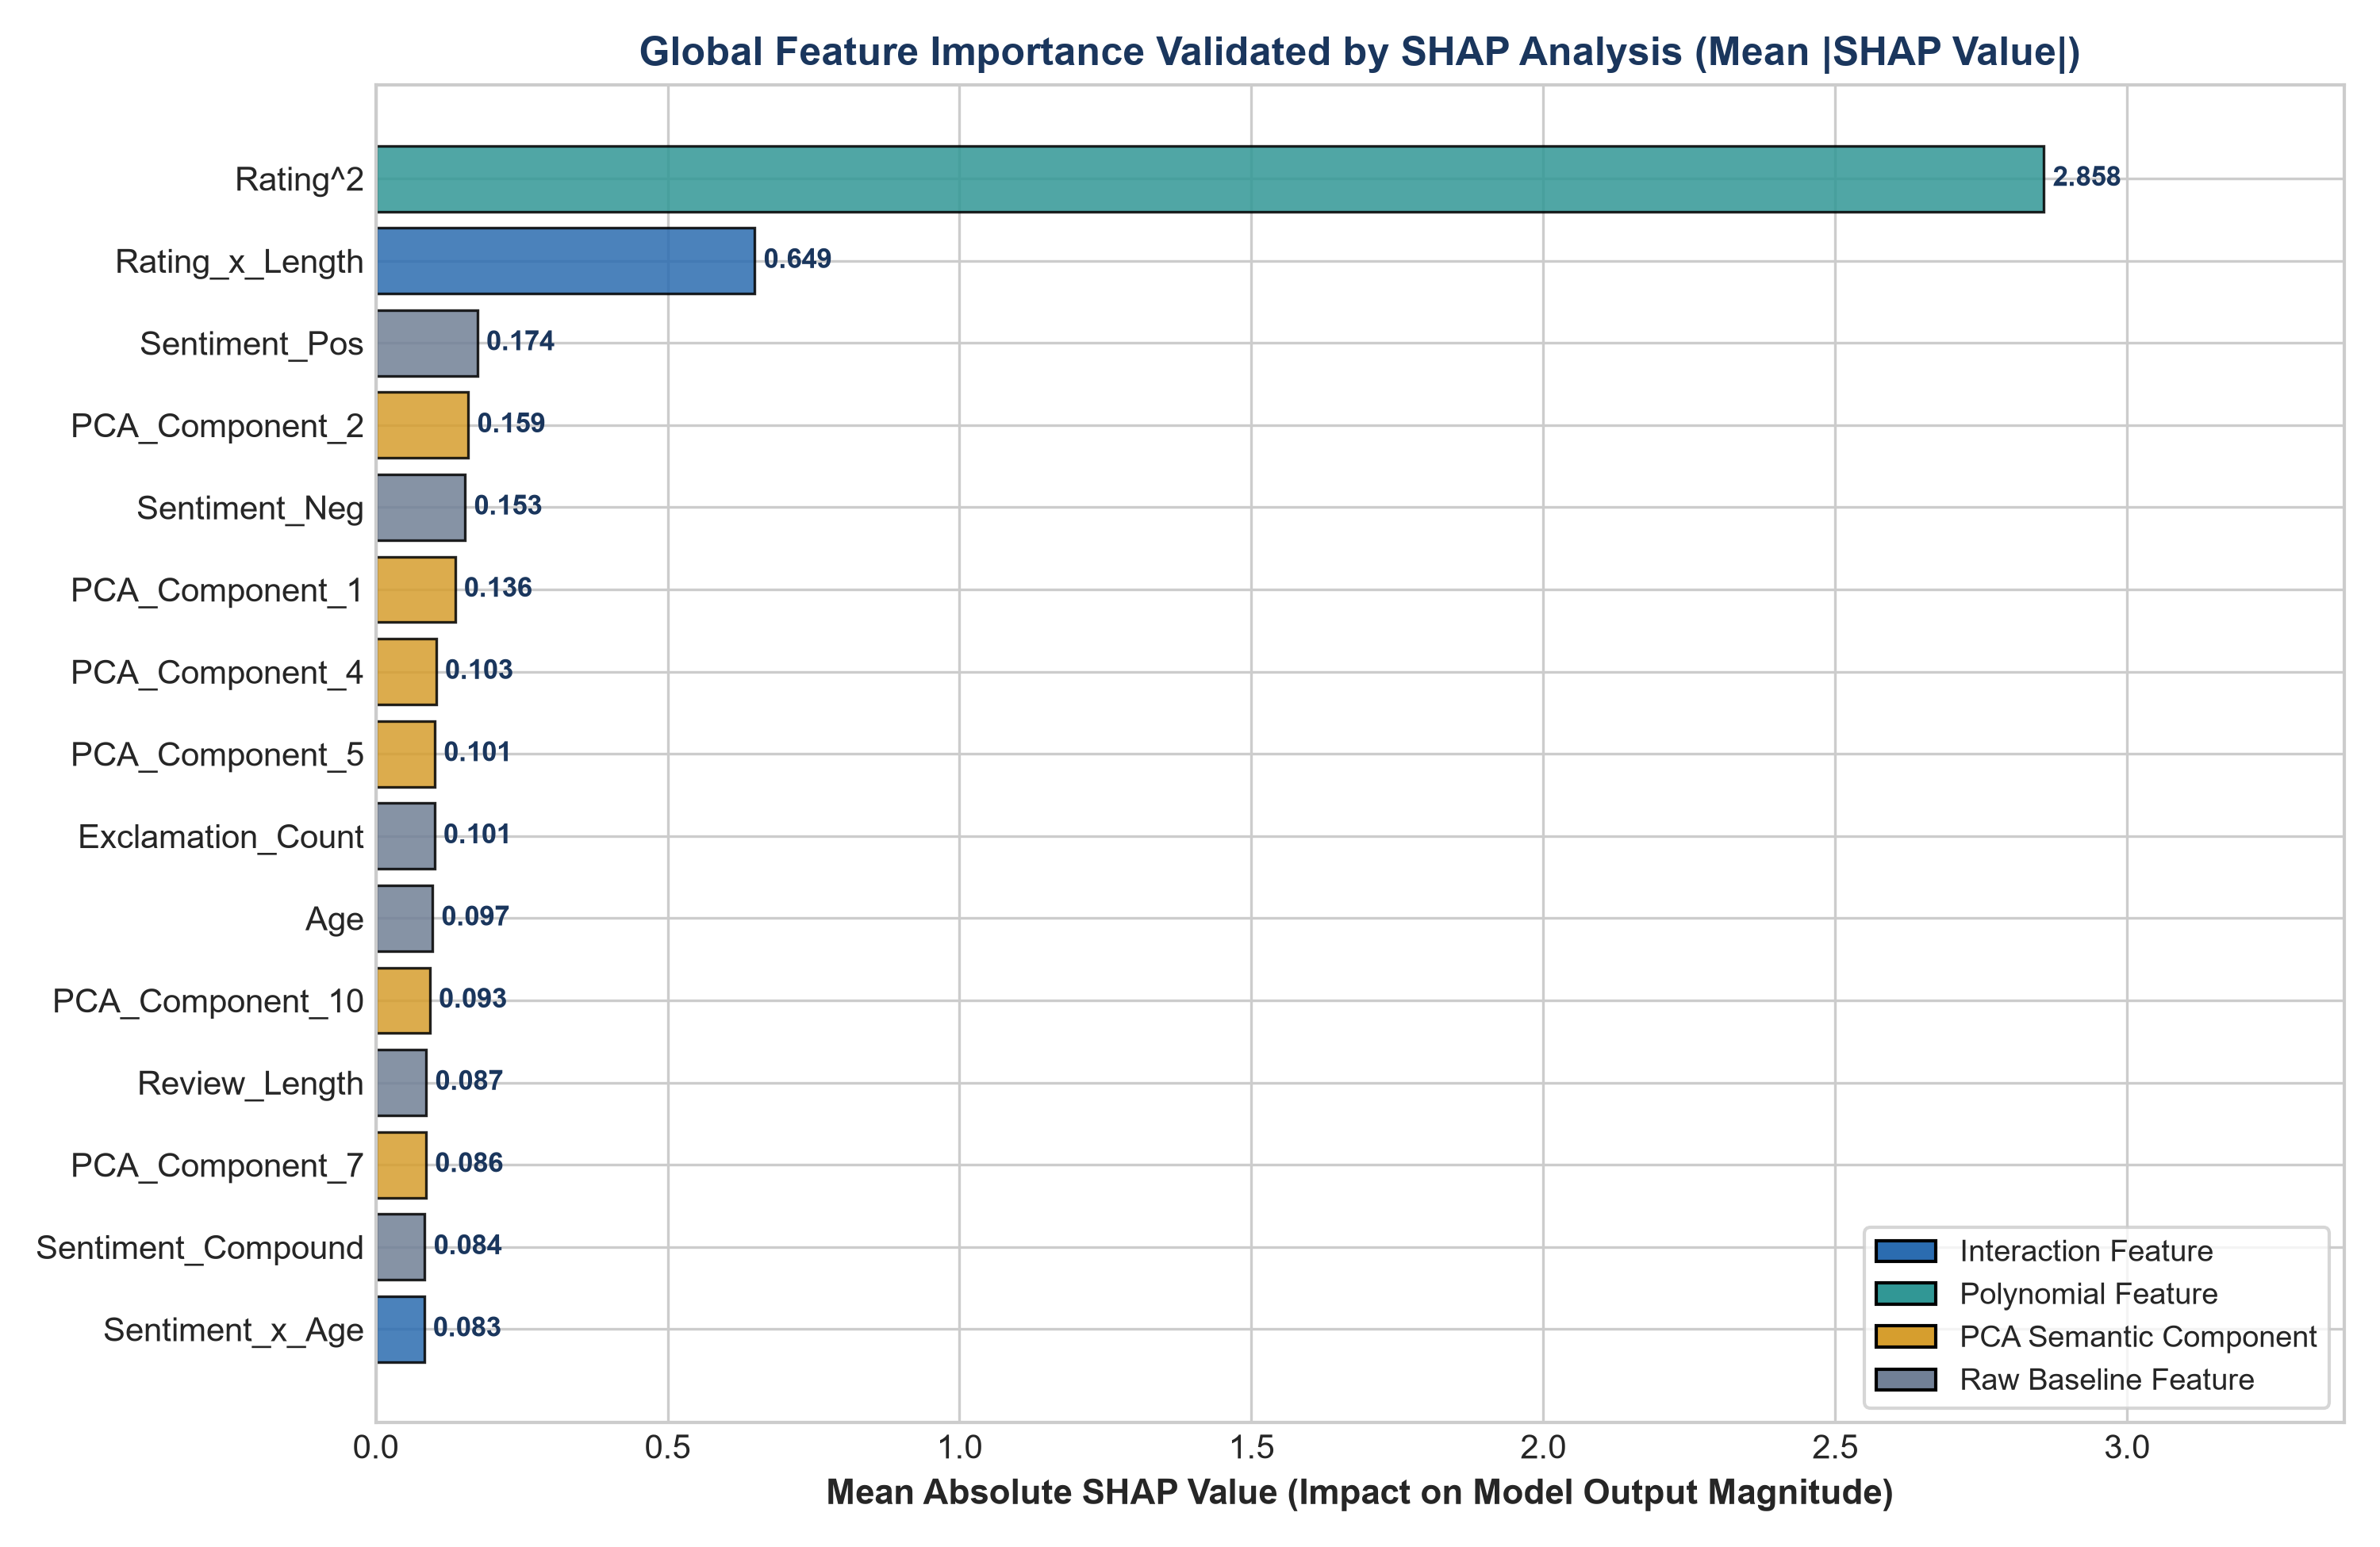 Global Feature Importance Validated by SHAP Analysis (Mean |SHAP Value|)
Rating^2 2.858
Rating_x_Length 0.649
Sentiment_Pos 0.174
PCA_Component_2 0.159
Sentiment_Neg 0.153
PCA_Component_1 0.136
PCA_Component_4 0.103
PCA_Component_5 0.101
Exclamation_Count 0.101
Age 0.097
PCA_Component_10 0.093
Review_Length 0.087
PCA_Component_7 0.086
Sentiment_Compound 0.084
Sentiment_x_Age 0.083
Interaction Feature
Polynomial Feature
PCA Semantic Component
Raw Baseline Feature
0.0 0.5 1.0 1.5 2.0 2.5 3.0
Mean Absolute SHAP Value (Impact on Model Output Magnitude)